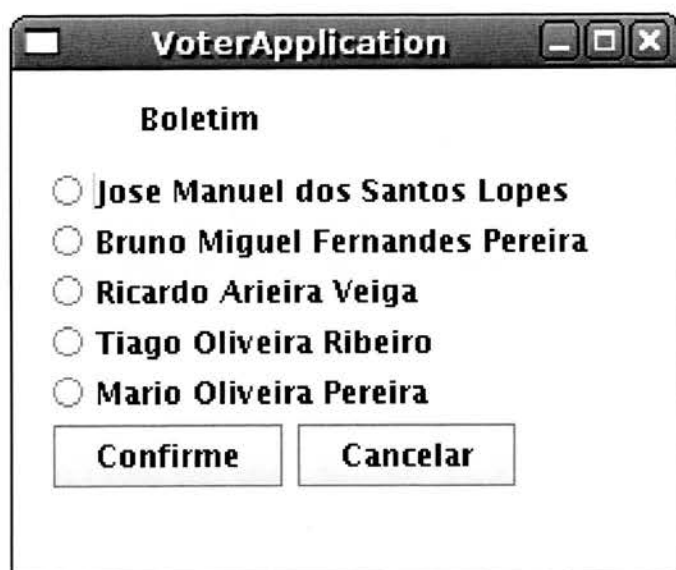 VoterApplication
Boletim
Jose Manuel dos Santos Lopes
Bruno Miguel Fernandes Pereira
Ricardo Arieira Veiga
Tiago Oliveira Ribeiro
Mario Oliveira Pereira
Confirme Cancelar